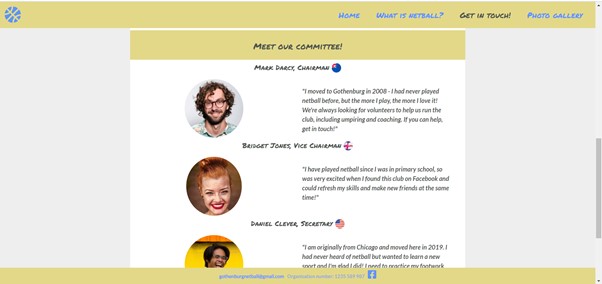 Home What is netball? Get in touch! Photo gallery
Meet our committee!
Mark Darcy, Chairman
"I moved to Gothenburg in 2008 - I had never played
netball before, but the more I play, the more I love it!
We're always looking for volunteers to help us run the
club, including umpiring and coaching. If you can help,
get in touch!"
Bridget Jones, Vice Chairman
"I have played netball since I was in primary school, so
was very excited when I found this club on Facebook and
could refresh my skills and make new friends at the same
time!"
Daniel Clever, Secretary
"I am originally from Chicago and moved here in 2019. I
had never heard of netball but wanted to learn a new
sport and I'm glad I did! I need to practice my footwork
gothenburgnetball@gmail.com Organisation number: